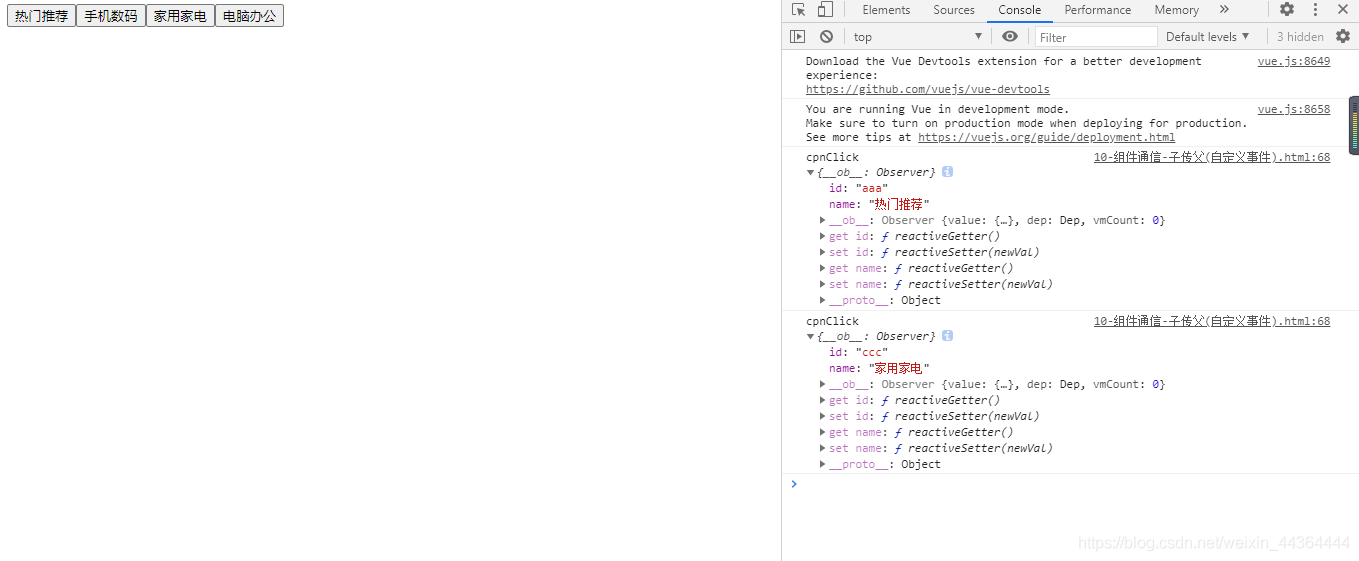 热门推荐 手机数码 家用家电 电脑办公
Elements Sources Console Performance Memory »
top Filter Default levels 3 hidden
Download the Vue Devtools extension for a better development vue.js:8649
experience:
https://github.com/vuejs/vue-devtools
You are running Vue in development mode. vue.js:8658
Make sure to turn on production mode when deploying for production.
See more tips at https://vuejs.org/guide/deployment.html
cpnClick 10-组件通信-子传父(自定义事件).html:68
{__ob__: Observer}
id: "aaa"
name: "热门推荐"
__ob__: Observer {value: {…}, dep: Dep, vmCount: 0}
get id: ƒ reactiveGetter()
set id: ƒ reactiveSetter(newVal)
get name: ƒ reactiveGetter()
set name: ƒ reactiveSetter(newVal)
__proto__: Object
cpnClick 10-组件通信-子传父(自定义事件).html:68
{__ob__: Observer}
id: "ccc"
name: "家用家电"
__ob__: Observer {value: {…}, dep: Dep, vmCount: 0}
get id: ƒ reactiveGetter()
set id: ƒ reactiveSetter(newVal)
get name: ƒ reactiveGetter()
set name: ƒ reactiveSetter(newVal)
__proto__: Object
https://blog.csdn.net/weixin_44364444